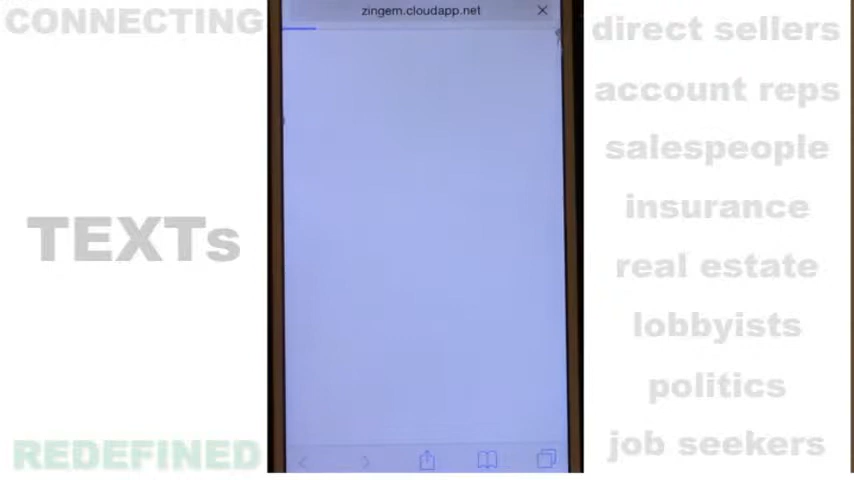 CONNECTING
TEXTs
REDEFINED
zingem.cloudapp.net
direct sellers
account reps
salespeople
insurance
real estate
lobbyists
politics
job seekers